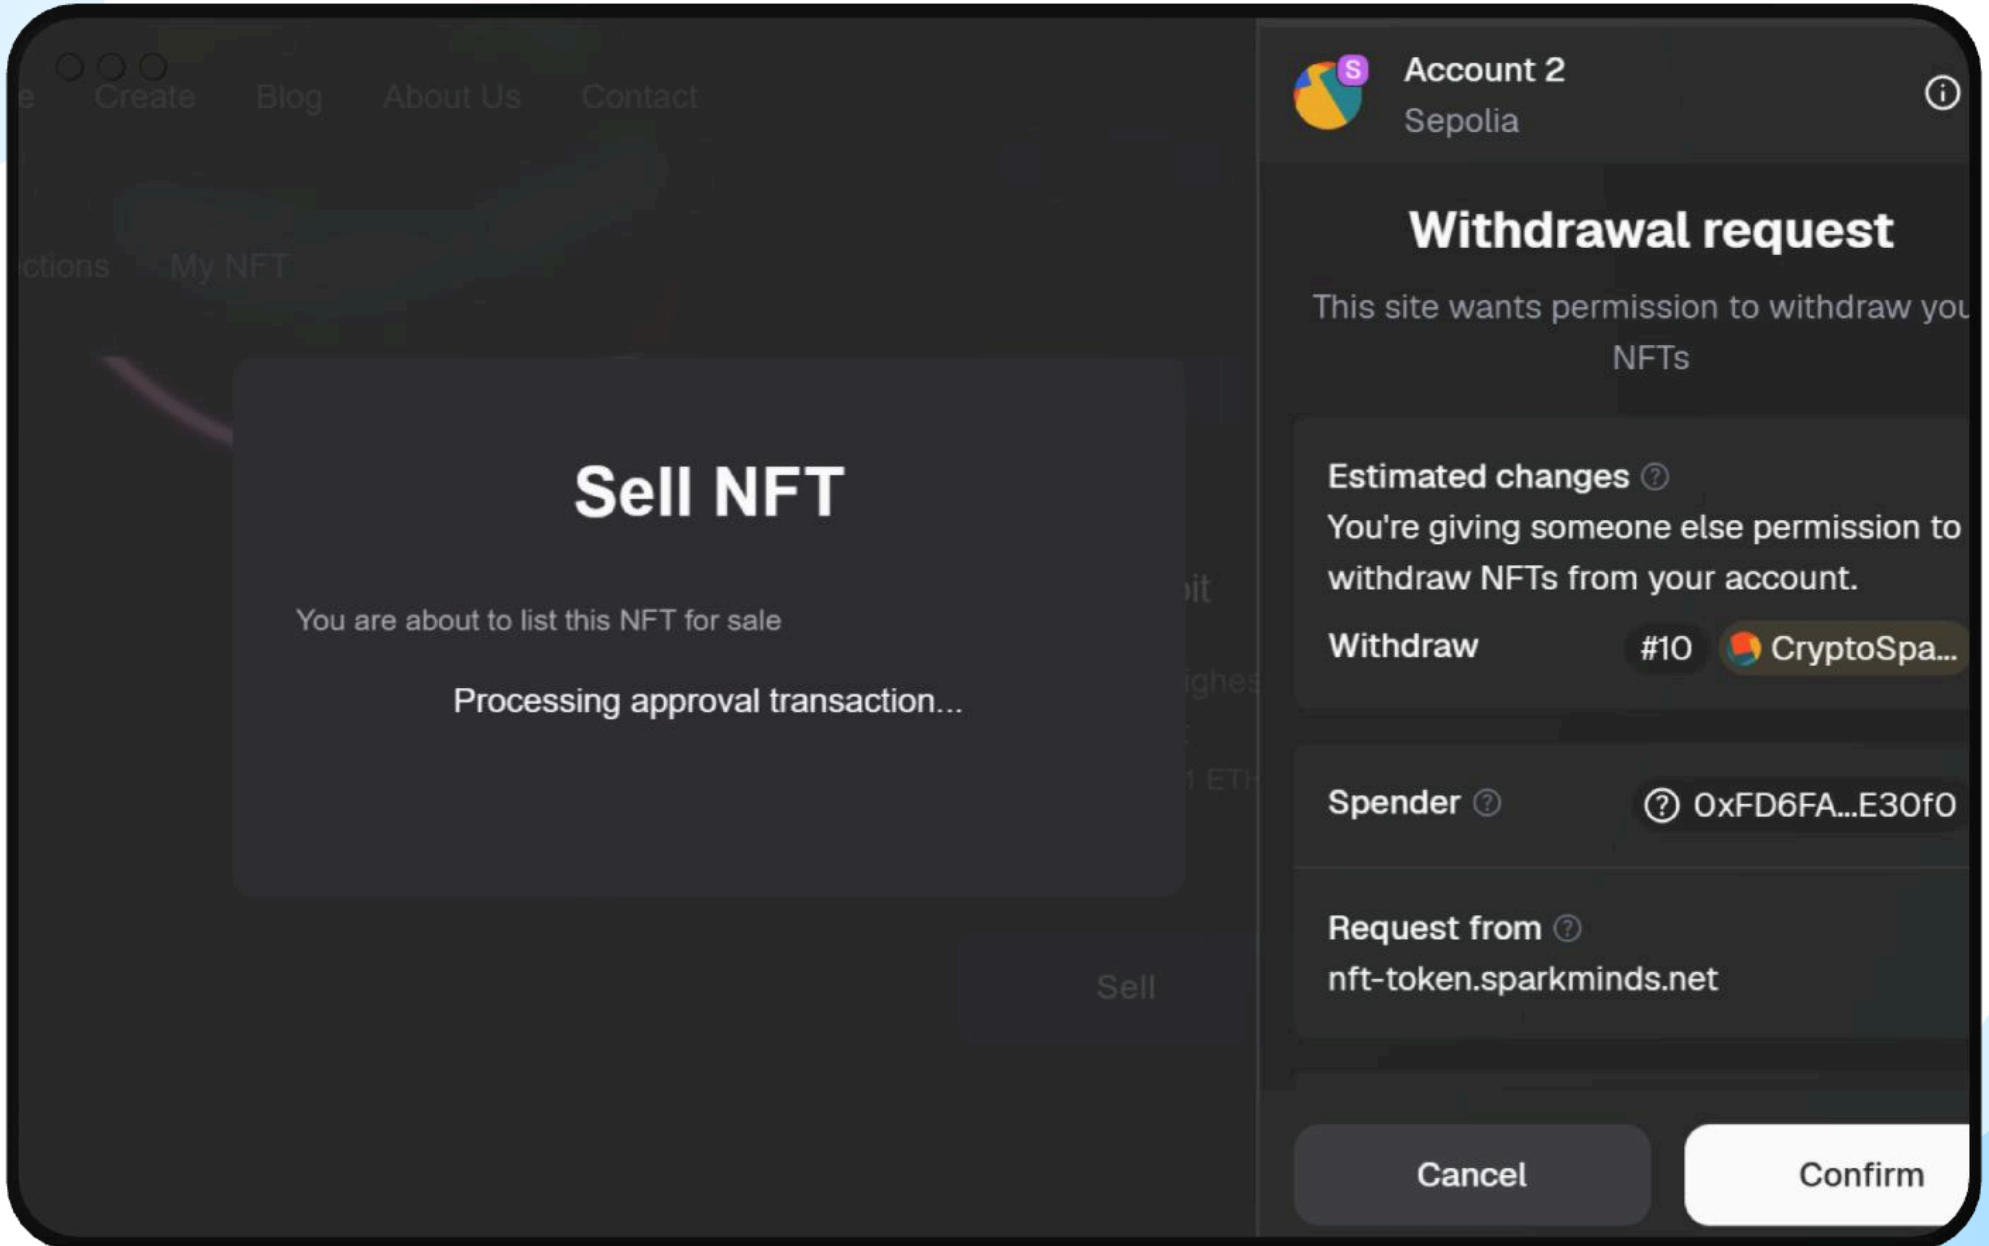 Create Blog About Us Contact
My NFT
Sell NFT
You are about to list this NFT for sale
Processing approval transaction...
1 ETH
Sell
S
Account 2
Sepolia
Withdrawal request
This site wants permission to withdraw you
NFTs
Estimated changes ?
You're giving someone else permission to
withdraw NFTs from your account.
Withdraw #10 CryptoSpa...
Spender ? ? 0xFD6FA...E30f0
Request from ?
nft-token.sparkminds.net
Cancel Confirm